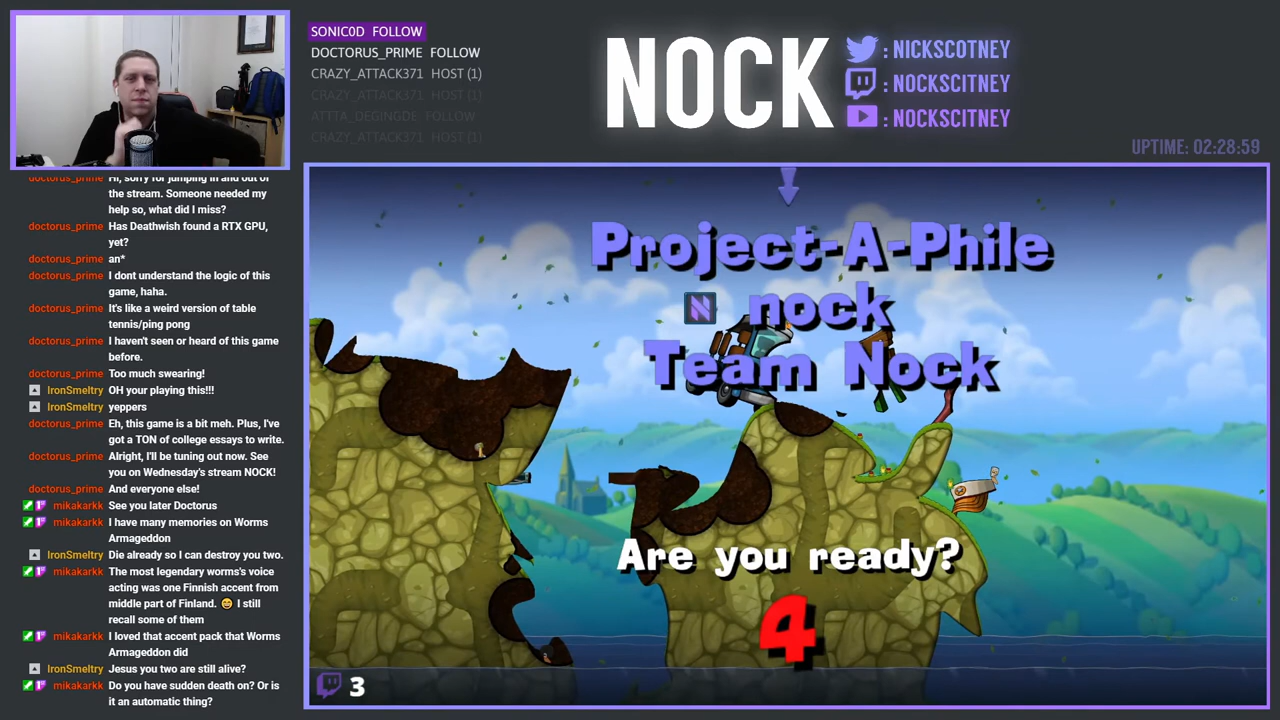 SONIC0D FOLLOW
DOCTORUS_PRIME FOLLOW
CRAZY_ATTACK371 HOST (1)
CRAZY_ATTACK371 HOST (1)
ATTTA_DEGINGDE FOLLOW
CRAZY_ATTACK371 HOST (1)
NOCK
: NICKSCOTNEY
: NOCKSCITNEY
: NOCKSCITNEY
UPTIME: 02:28:59
doctorus_prime Hi, sorry for jumping in and out of
the stream. Someone needed my
help so, what did I miss?
doctorus_prime Has Deathwish found a RTX GPU,
yet?
doctorus_prime an*
doctorus_prime I dont understand the logic of this
game, haha.
doctorus_prime It's like a weird version of table
tennis/ping pong
doctorus_prime I haven't seen or heard of this game
before.
doctorus_prime Too much swearing!
IronSmeltry OH your playing this!!!
IronSmeltry yeppers
doctorus_prime Eh, this game is a bit meh. Plus, I've
got a TON of college essays to write.
doctorus_prime Alright, I'll be tuning out now. See
you on Wednesday's stream NOCK!
doctorus_prime And everyone else!
mikakarkk See you later Doctorus
mikakarkk I have many memories on Worms
Armageddon
IronSmeltry Die already so I can destroy you two.
mikakarkk The most legendary worms's voice
acting was one Finnish accent from
middle part of Finland. 😄 I still
recall some of them
mikakarkk I loved that accent pack that Worms
Armageddon did
IronSmeltry Jesus you two are still alive?
mikakarkk Do you have sudden death on? Or is
it an automatic thing?
Project-A-Phile
N nock
Team Nock
Are you ready?
4
3